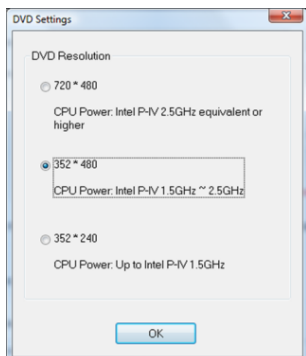 DVD Settings
DVD Resolution
720 * 480
CPU Power: Intel P-IV 2.5GHz equivalent or
higher
352 * 480
CPU Power: Intel P-IV 1.5GHz ~ 2.5GHz
352 * 240
CPU Power: Up to Intel P-IV 1.5GHz
OK